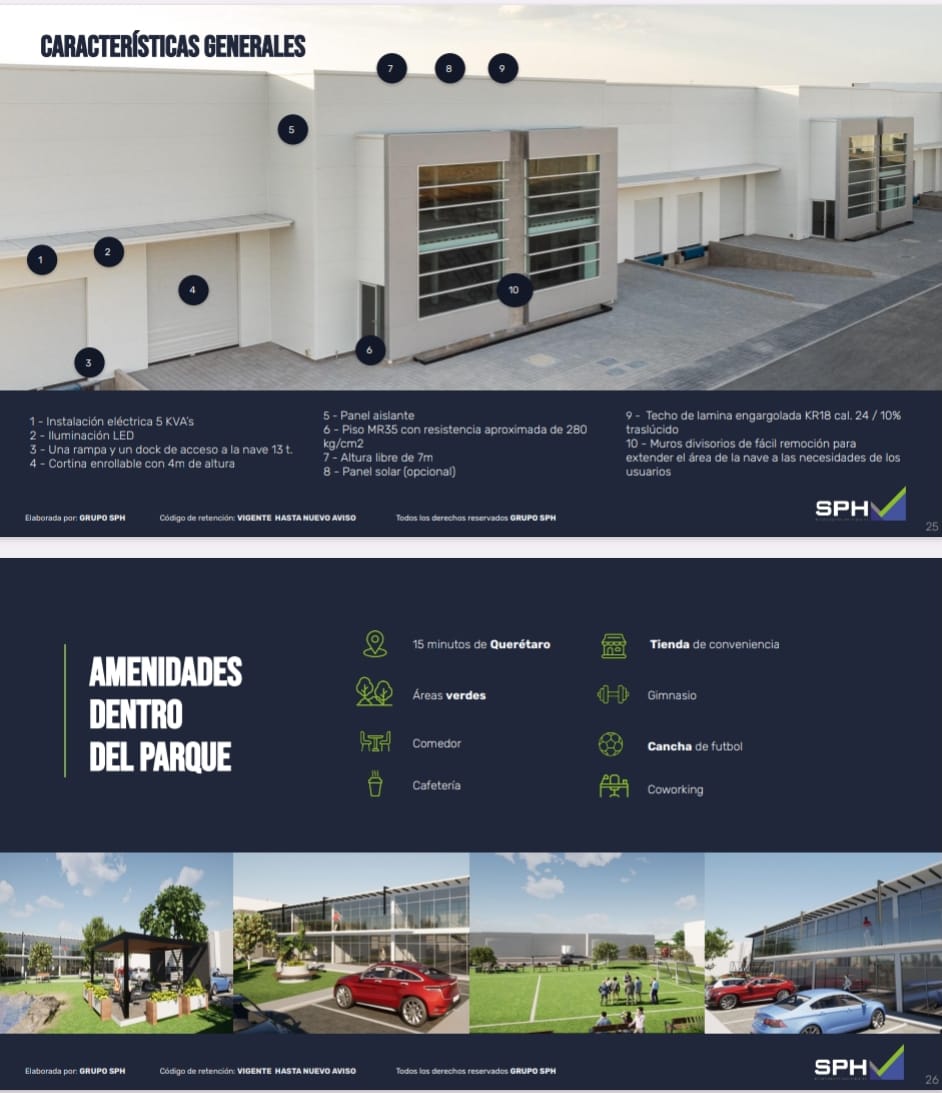 CARACTERÍSTICAS GENERALES
7
8
9
5
1
2
4
10
6
3
1 - Instalación eléctrica 5 KVA's
2 - Iluminación LED
3 - Una rampa y un dock de acceso a la nave 13 t.
4 - Cortina enrollable con 4m de altura
5 - Panel aislante
6 - Piso MR35 con resistencia aproximada de 280
kg/cm2
7 - Altura libre de 7m
8 - Panel solar (opcional)
9 - Techo de lamina engargolada KR18 cal. 24 / 10%
traslúcido
10 - Muros divisorios de fácil remoción para
extender el área de la nave a las necesidades de los
usuarios
Elaborada por: GRUPO SPH
Código de retención: VIGENTE HASTA NUEVO AVISO
Todos los derechos reservados GRUPO SPH
SPH
25
AMENIDADES
DENTRO
DEL PARQUE
15 minutos de Querétaro
Áreas verdes
Comedor
Cafetería
Tienda de conveniencia
Gimnasio
Cancha de futbol
Coworking
Elaborada por: GRUPO SPH
Código de retención: VIGENTE HASTA NUEVO AVISO
Todos los derechos reservados GRUPO SPH
SPH
26